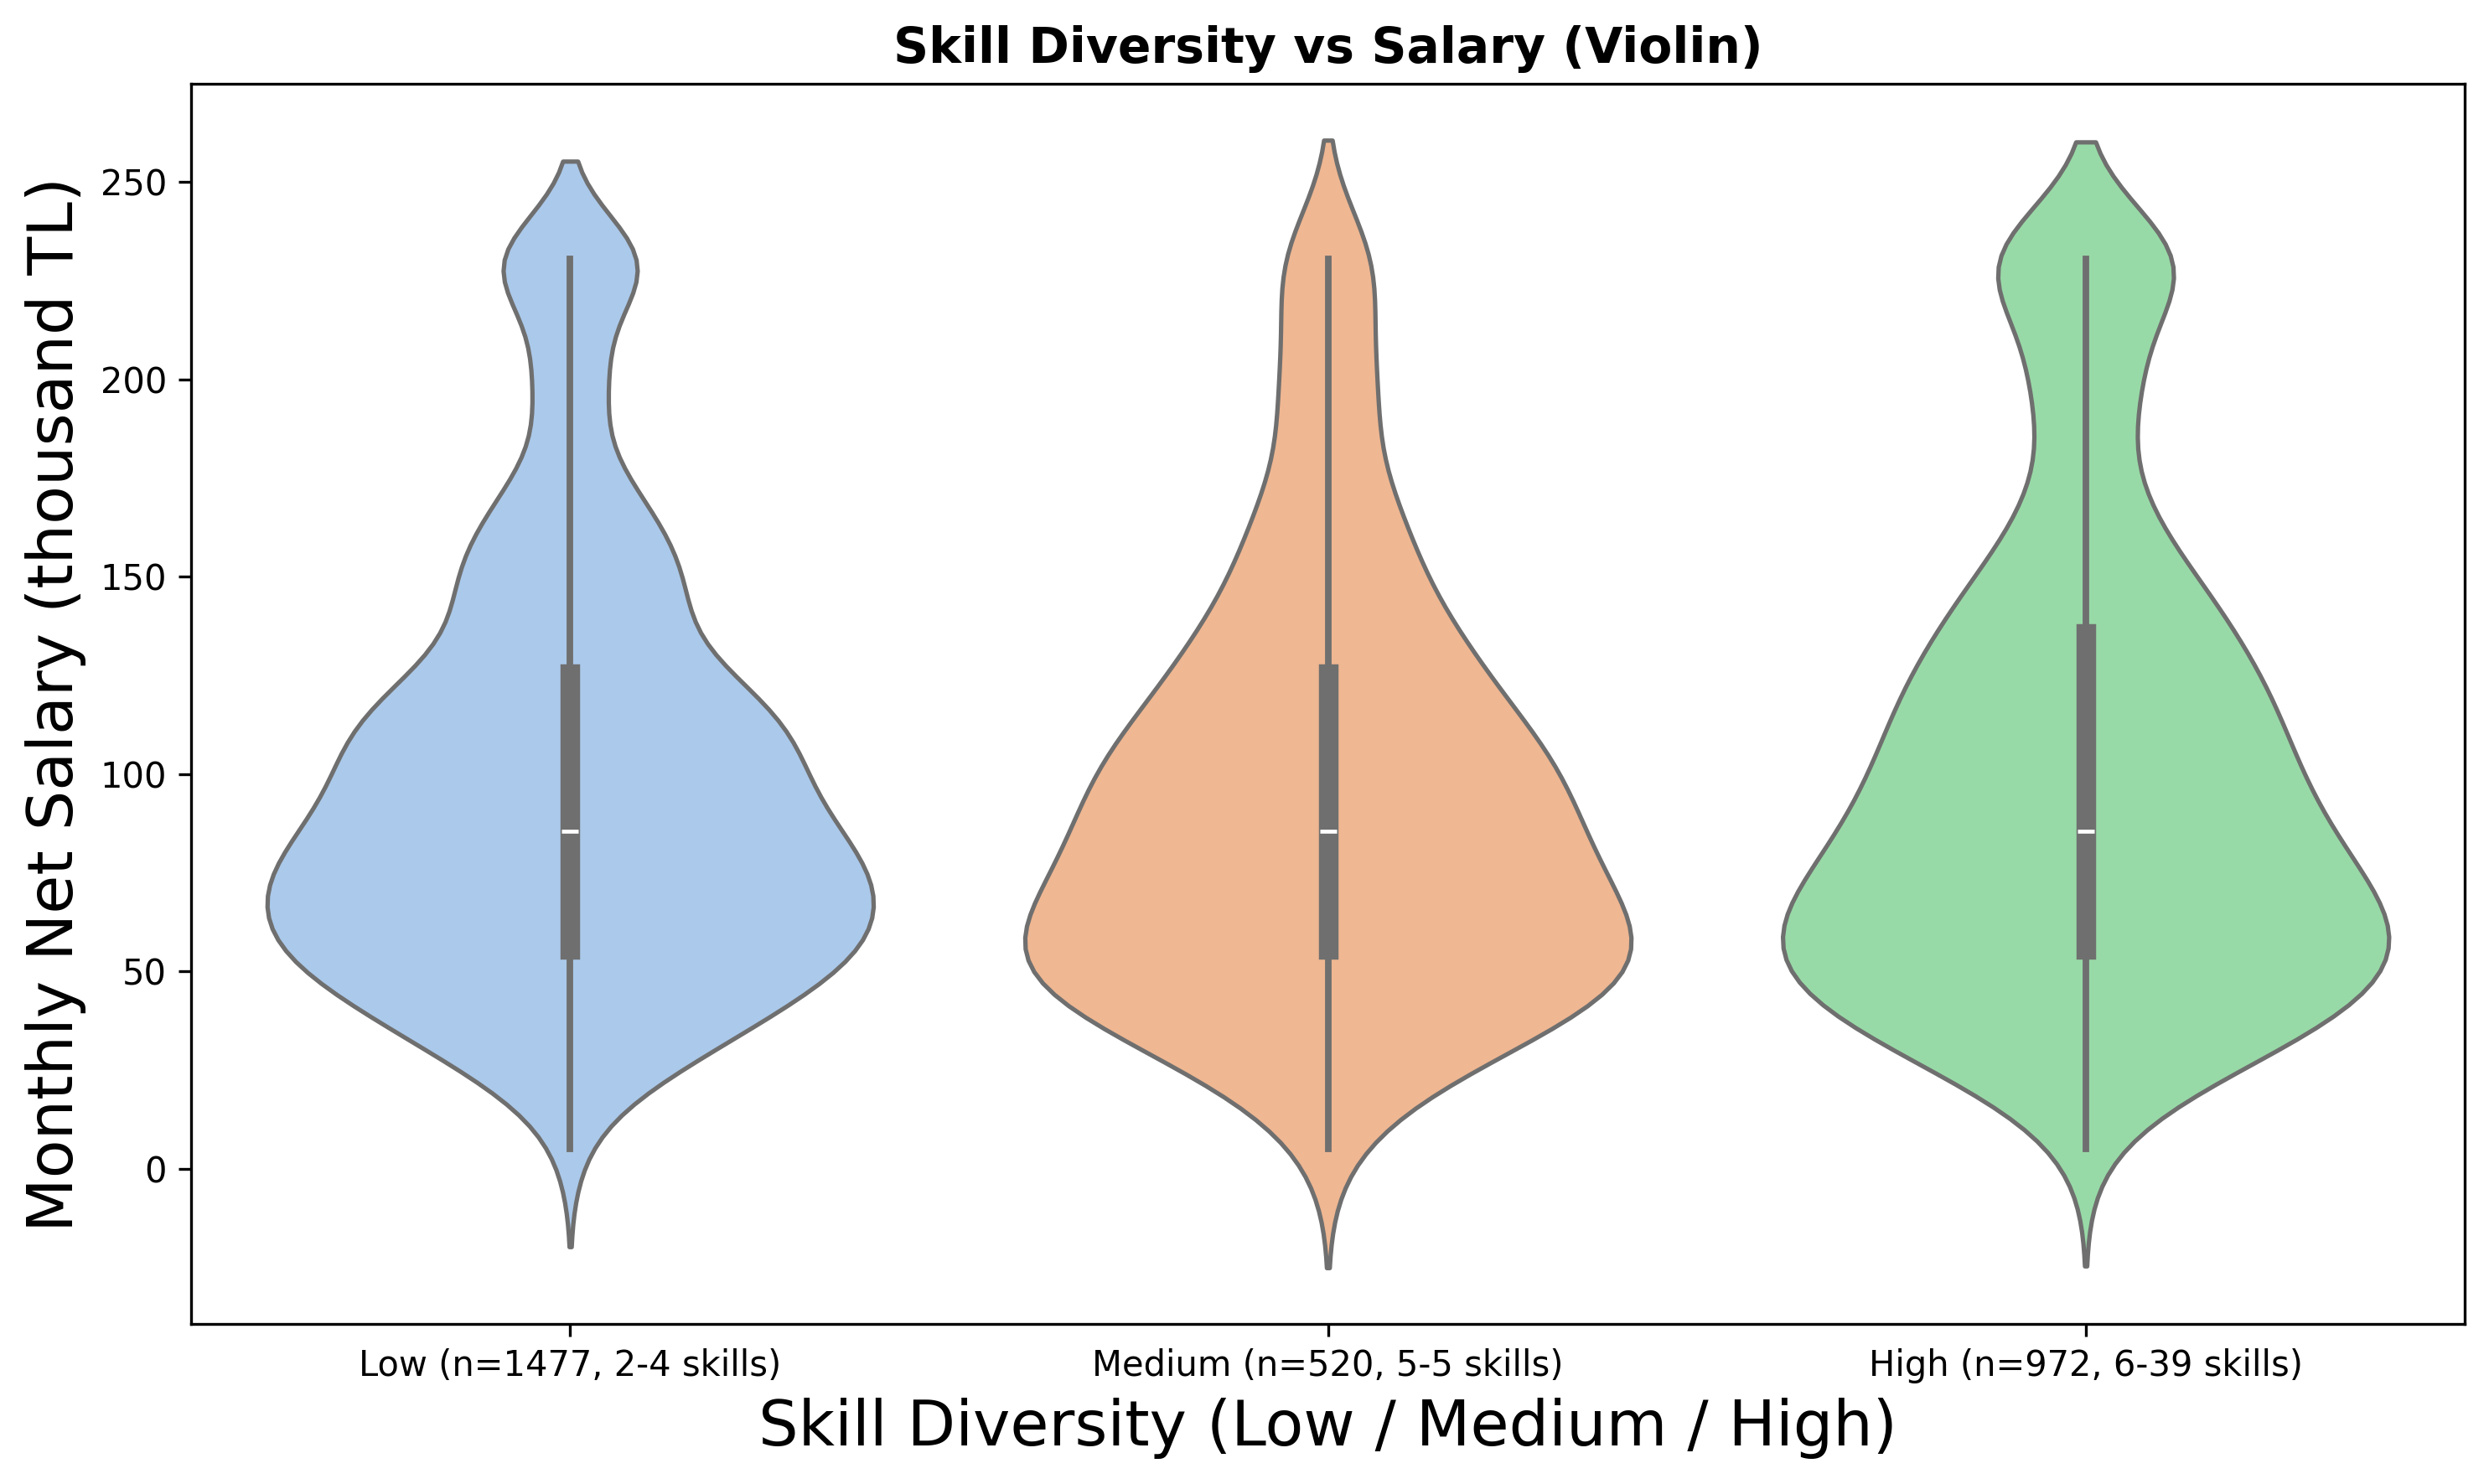 Skill Diversity vs Salary (Violin)
Monthly Net Salary (thousand TL)
250
200
150
100
50
0
Low (n=1477, 2-4 skills)
Medium (n=520, 5-5 skills)
High (n=972, 6-39 skills)
Skill Diversity (Low / Medium / High)